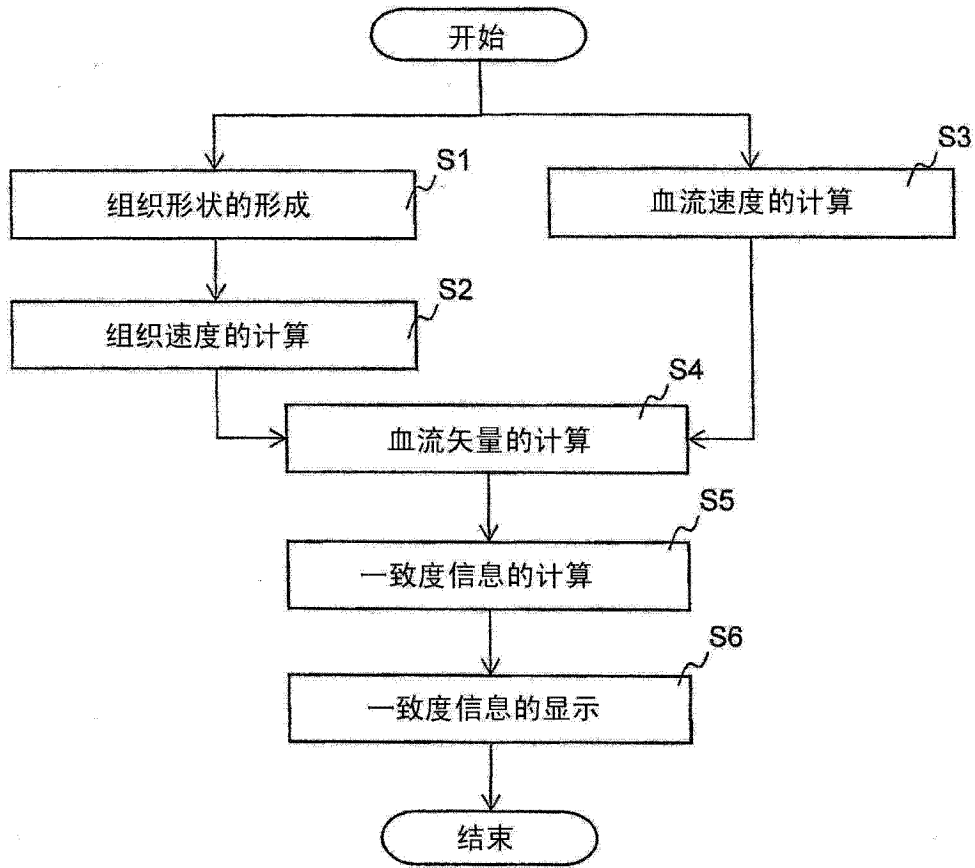 开始
S1
组织形状的形成
S3
血流速度的计算
S2
组织速度的计算
S4
血流矢量的计算
S5
一致度信息的计算
S6
一致度信息的显示
结束